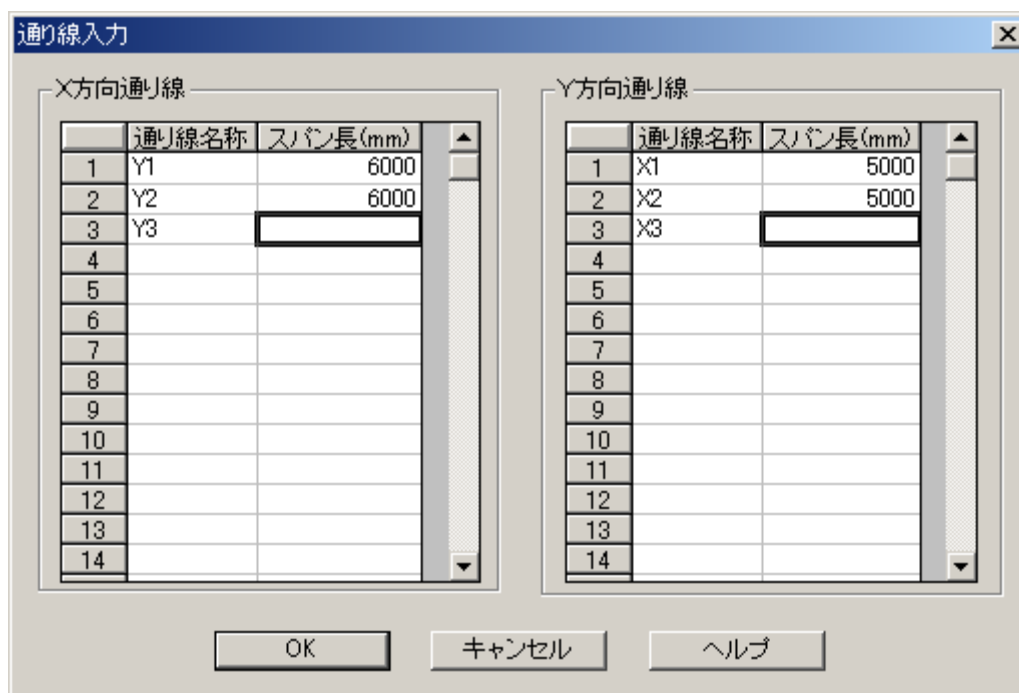 通り線入力
X方向通り線
通り線名称 スパン長(mm)
1 Y1 6000
2 Y2 6000
3 Y3
4
5
6
7
8
9
10
11
12
13
14
Y方向通り線
通り線名称 スパン長(mm)
1 X1 5000
2 X2 5000
3 X3
4
5
6
7
8
9
10
11
12
13
14
OK キャンセル ヘルプ